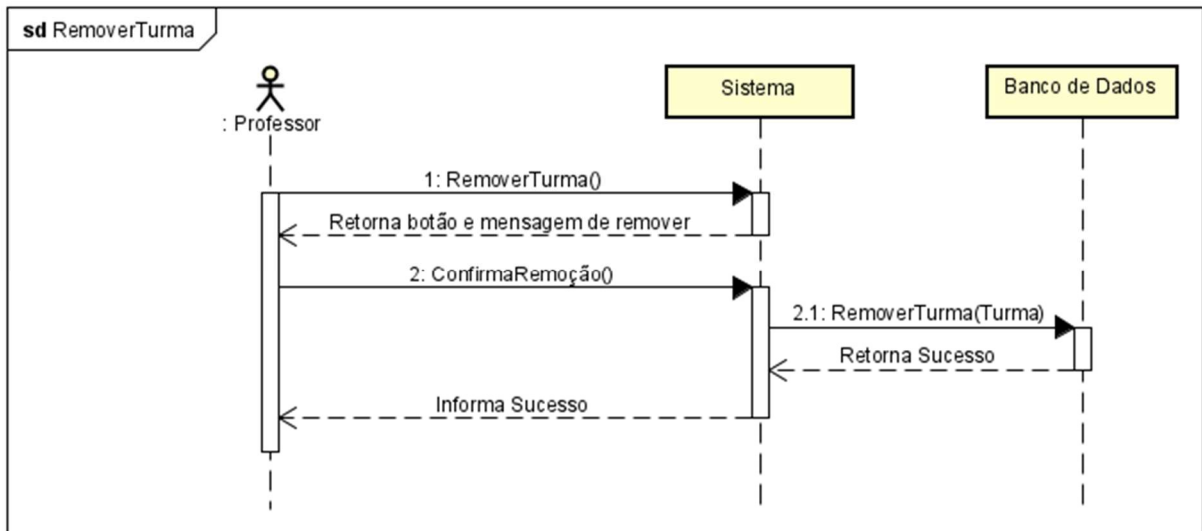 sd RemoverTurma
: Professor
Sistema
Banco de Dados
1: RemoverTurma()
Retorna botão e mensagem de remover
2: ConfirmaRemoção()
2.1: RemoverTurma(Turma)
Retorna Sucesso
Informa Sucesso